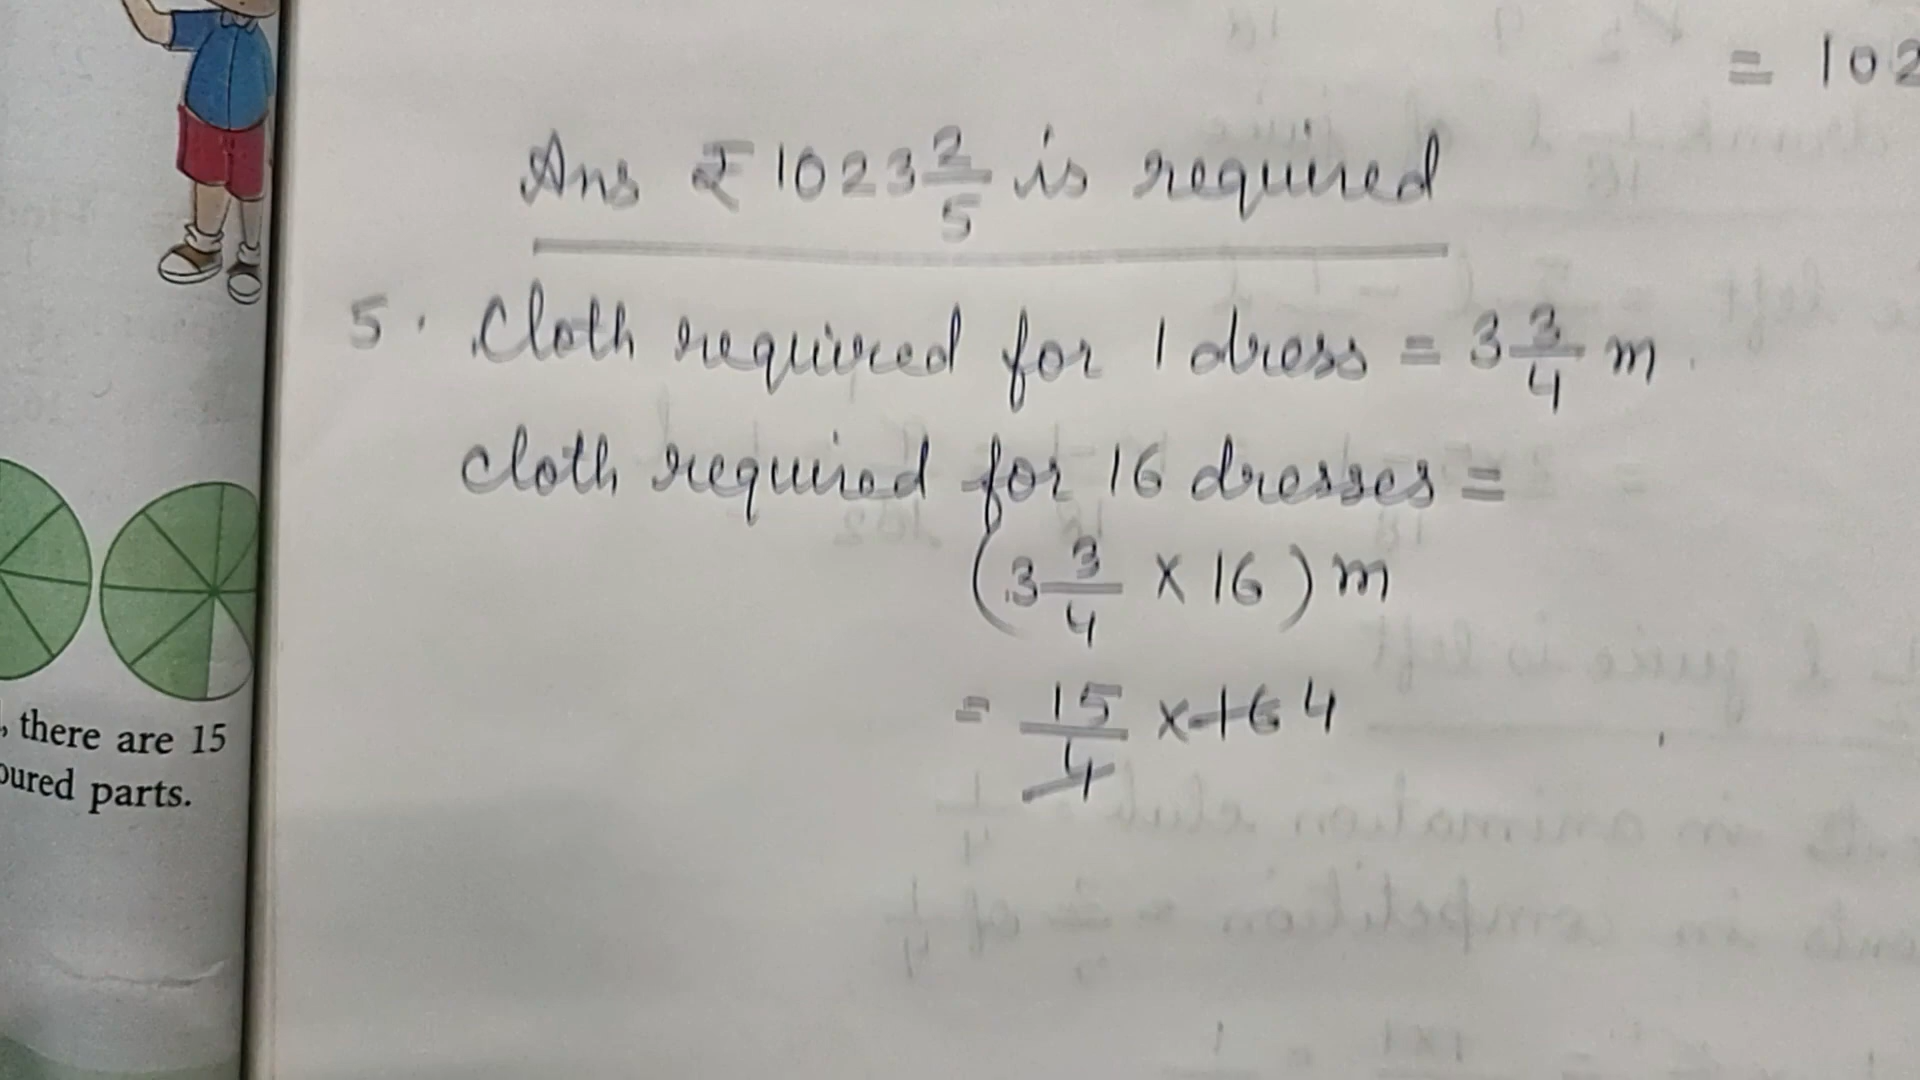 = 102
Ans ₹ 1023 2/5 is required
5. Cloth required for 1 dress = 3 3/4 m.
cloth required for 16 dresses =
(3 3/4 × 16) m
= 15/4 × 16 4
, there are 15
oured parts.